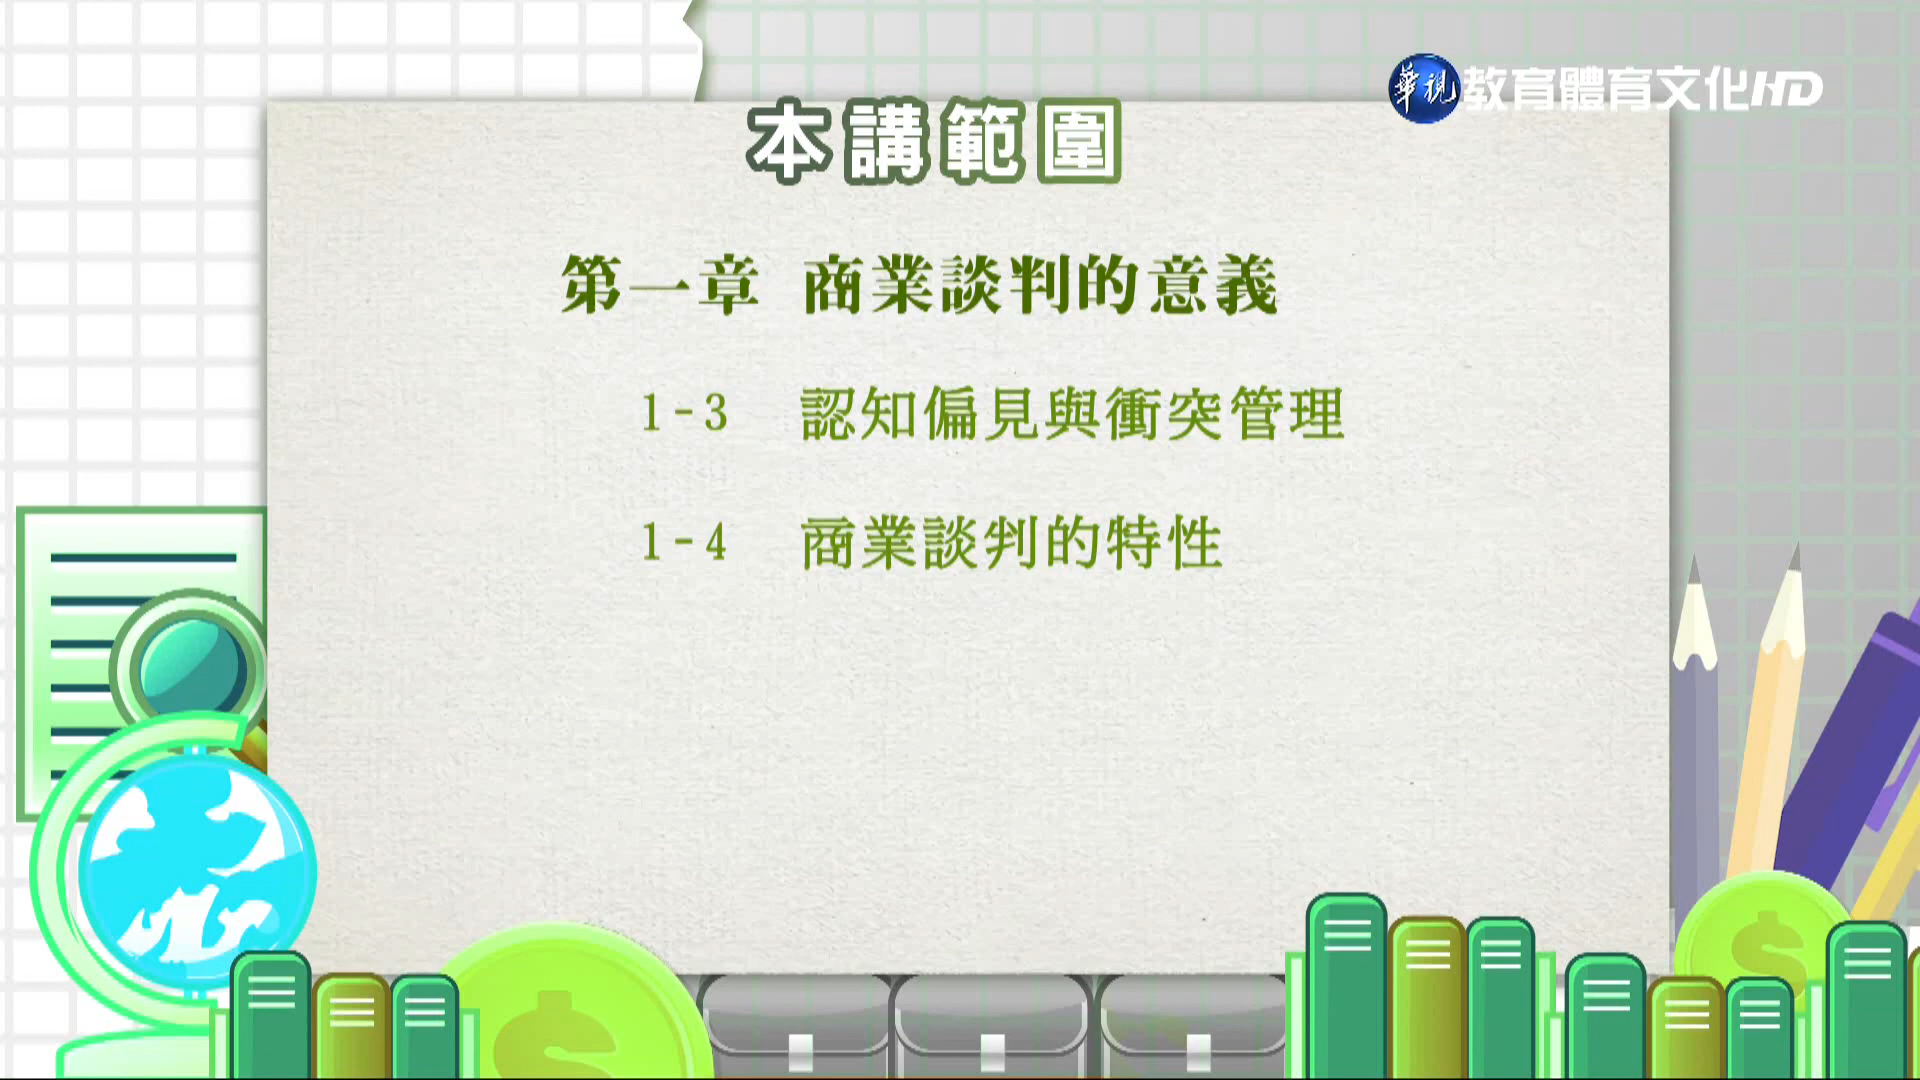 華視 教育體育文化HD
本講範圍
第一章 商業談判的意義
1-3 認知偏見與衝突管理
1-4 商業談判的特性